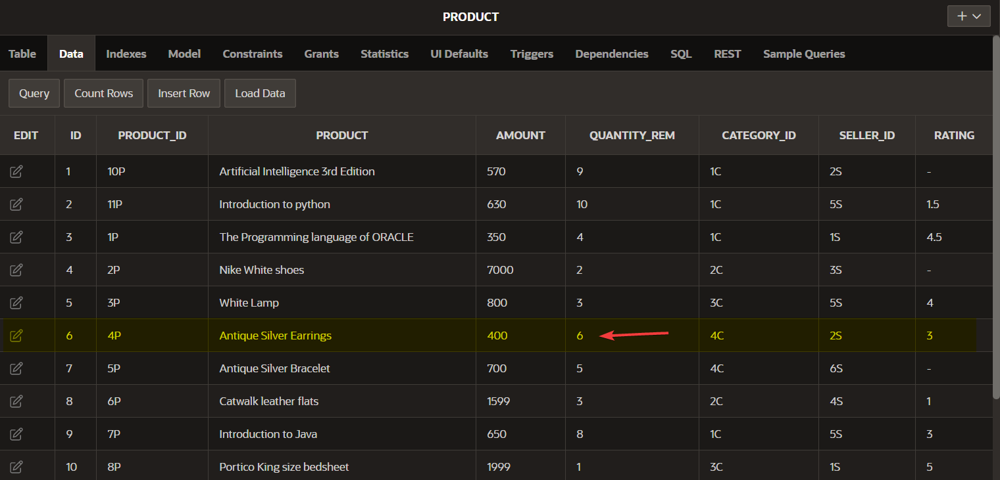 PRODUCT
Table Data Indexes Model Constraints Grants Statistics UI Defaults Triggers Dependencies SQL REST Sample Queries
Query Count Rows Insert Row Load Data
EDIT ID PRODUCT_ID PRODUCT AMOUNT QUANTITY_REM CATEGORY_ID SELLER_ID RATING
1 10P Artificial Intelligence 3rd Edition 570 9 1C 2S -
2 11P Introduction to python 630 10 1C 5S 1.5
3 1P The Programming language of ORACLE 350 4 1C 1S 4.5
4 2P Nike White shoes 7000 2 2C 3S -
5 3P White Lamp 800 3 3C 5S 4
6 4P Antique Silver Earrings 400 6 4C 2S 3
7 5P Antique Silver Bracelet 700 5 4C 6S -
8 6P Catwalk leather flats 1599 3 2C 4S 1
9 7P Introduction to Java 650 8 1C 5S 3
10 8P Portico King size bedsheet 1999 1 3C 1S 5